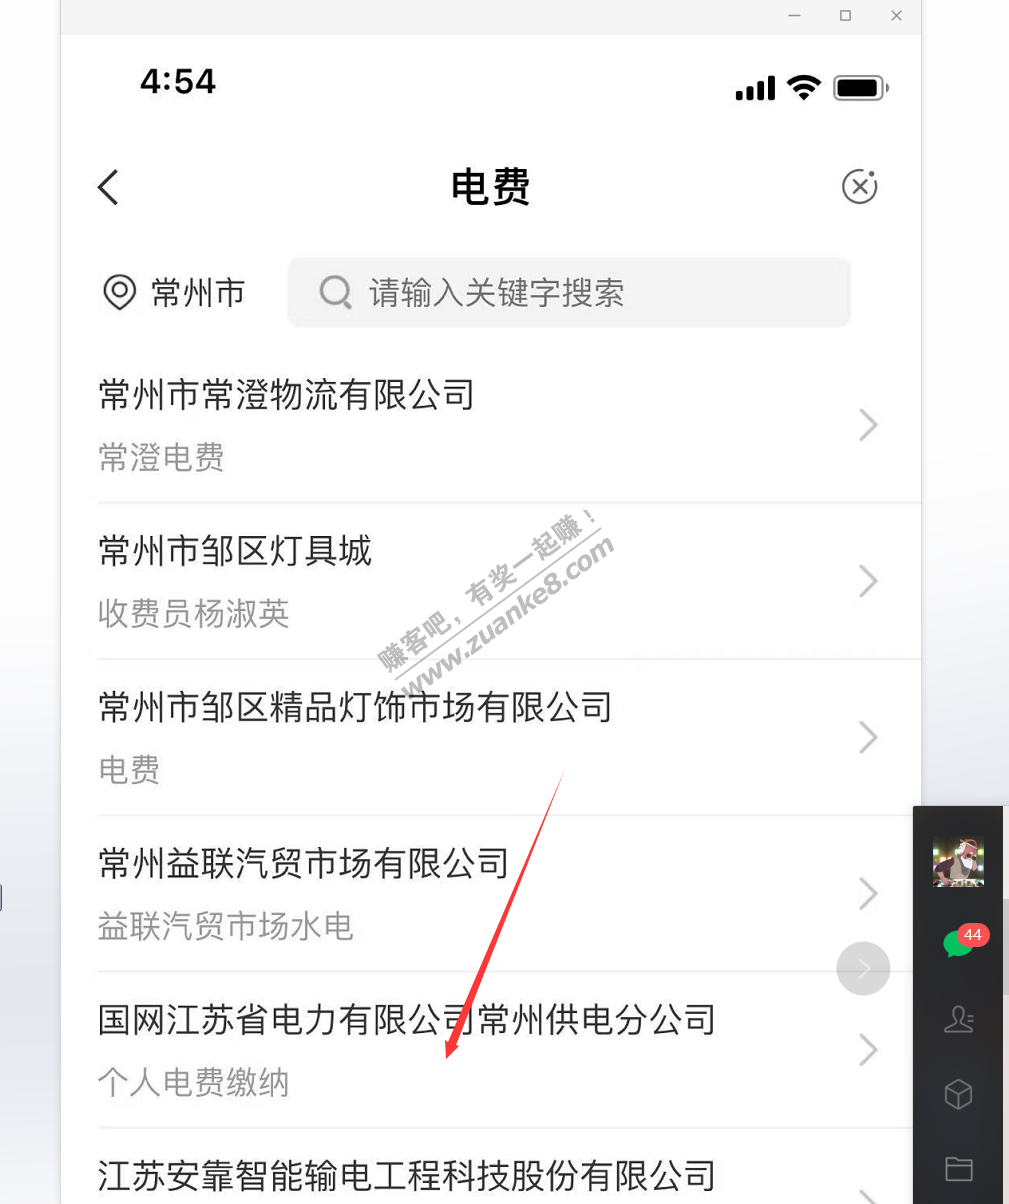 4:54
电费
常州市
请输入关键字搜索
常州市常澄物流有限公司
常澄电费
常州市邹区灯具城
收费员杨淑英
赚客吧，有奖一起赚！
www.zuanke8.com
常州市邹区精品灯饰市场有限公司
电费
常州益联汽贸市场有限公司
益联汽贸市场水电
44
国网江苏省电力有限公司常州供电分公司
个人电费缴纳
江苏安靠智能输电工程科技股份有限公司